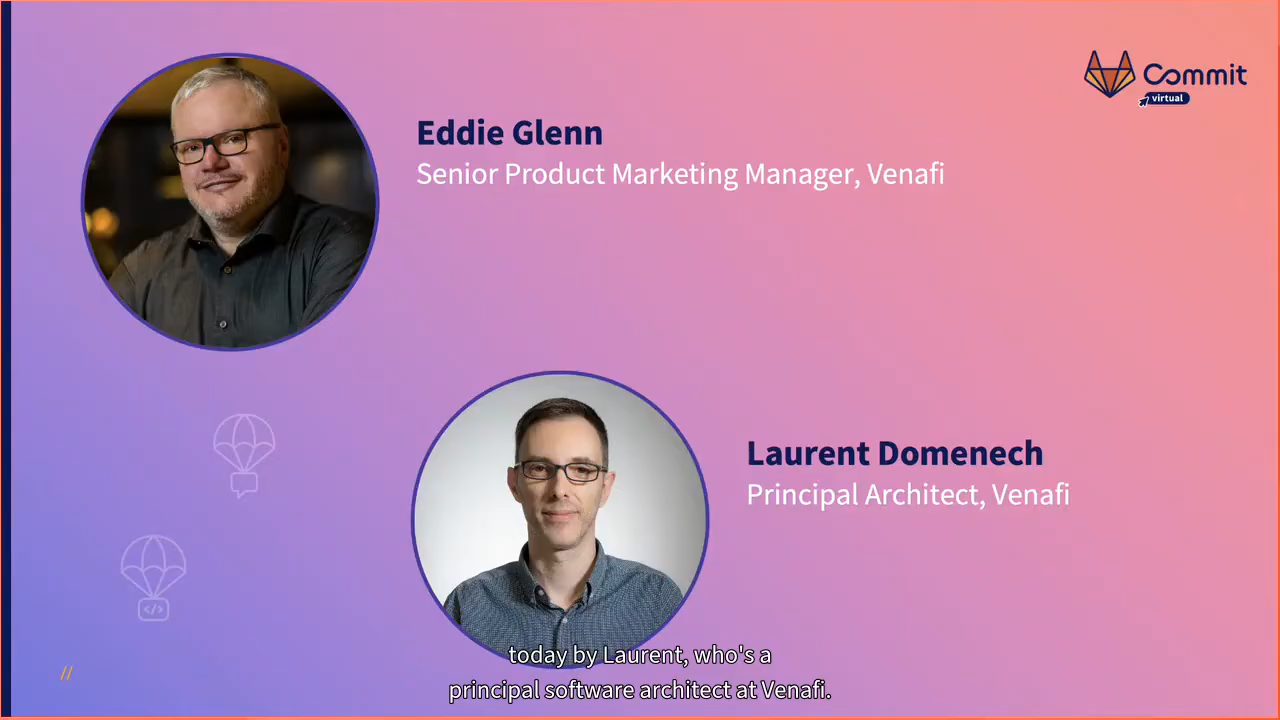 Commit
virtual
Eddie Glenn
Senior Product Marketing Manager, Venafi
Laurent Domenech
Principal Architect, Venafi
</>
//
today by Laurent, who's a
principal software architect at Venafi.